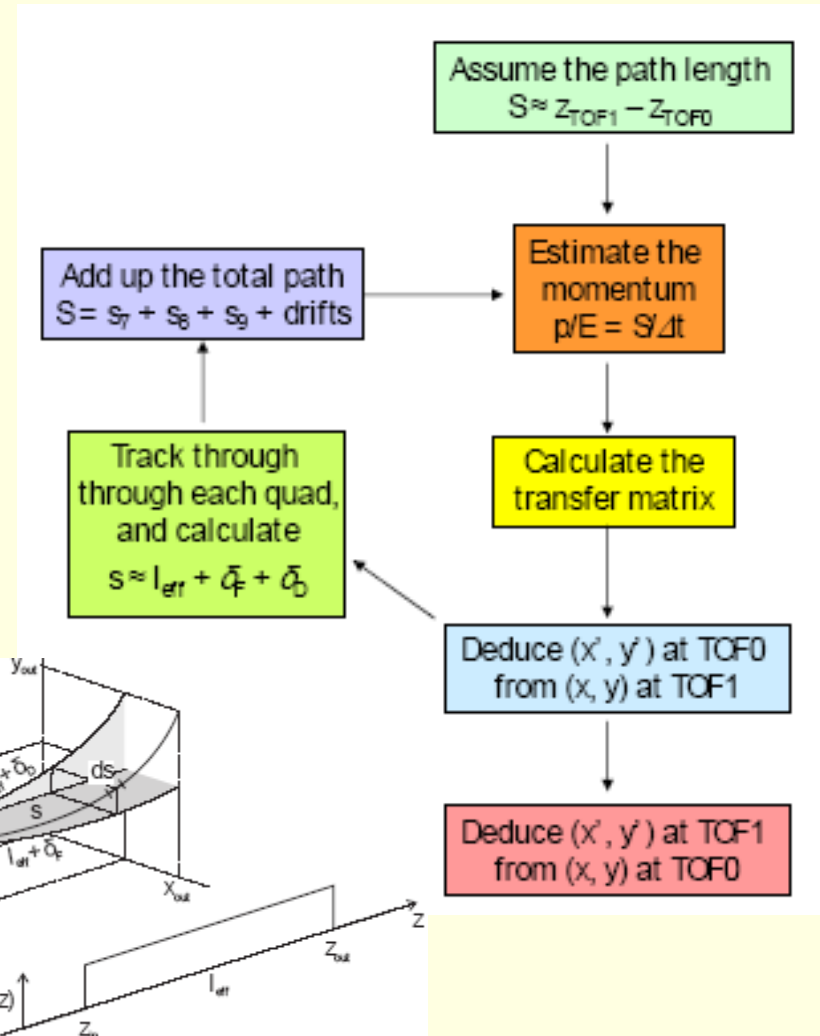 Assume the path length
S ≈ z_TOF1 – z_TOF0
Estimate the
momentum
p/E = S/Δt
Add up the total path
S = s₇ + s₈ + s₉ + drifts
Track through
through each quad,
and calculate
s ≈ l_eff + δ_F + δ_D
Calculate the
transfer matrix
Deduce (x’, y’) at TOF0
from (x, y) at TOF1
Deduce (x’, y’) at TOF1
from (x, y) at TOF0
y_out
+ δ_D
ds
s
l_eff + δ_F
x_out
z
z_out
l_eff
z)